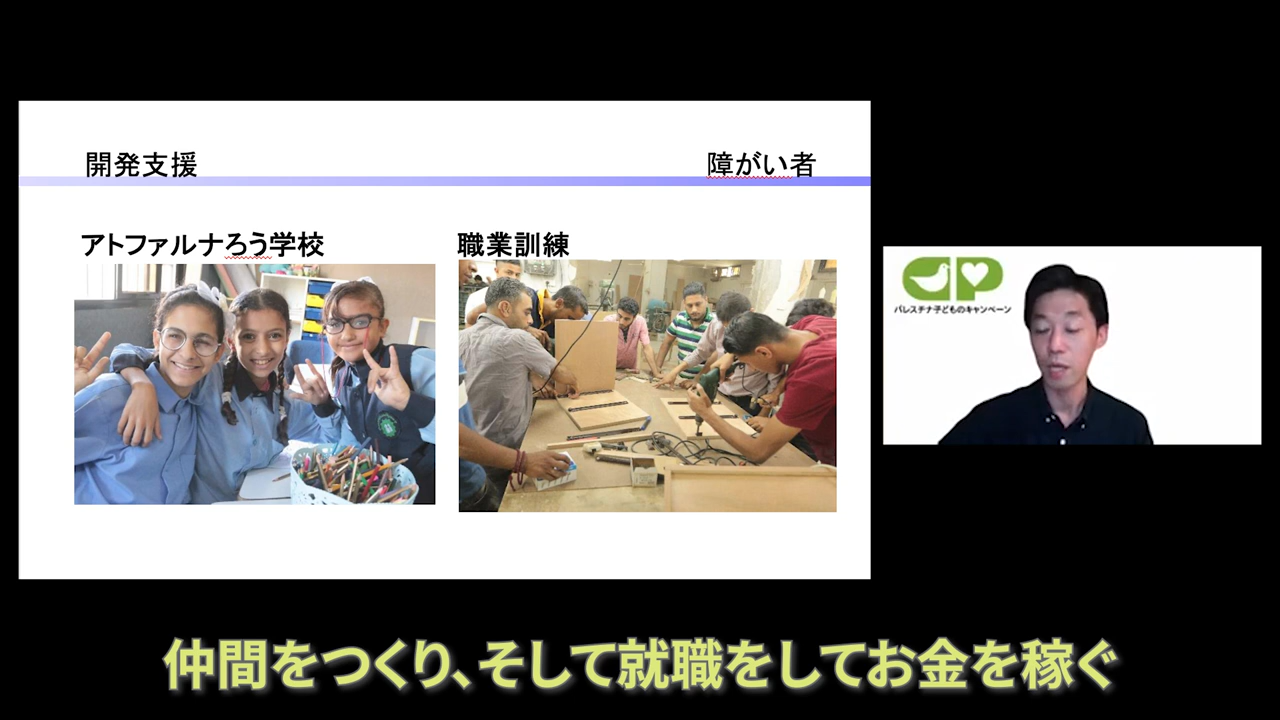 開発支援
障がい者
アトファルナろう学校
職業訓練
CP
パレスチナ子どものキャンペーン
仲間をつくり、そして就職をしてお金を稼ぐ